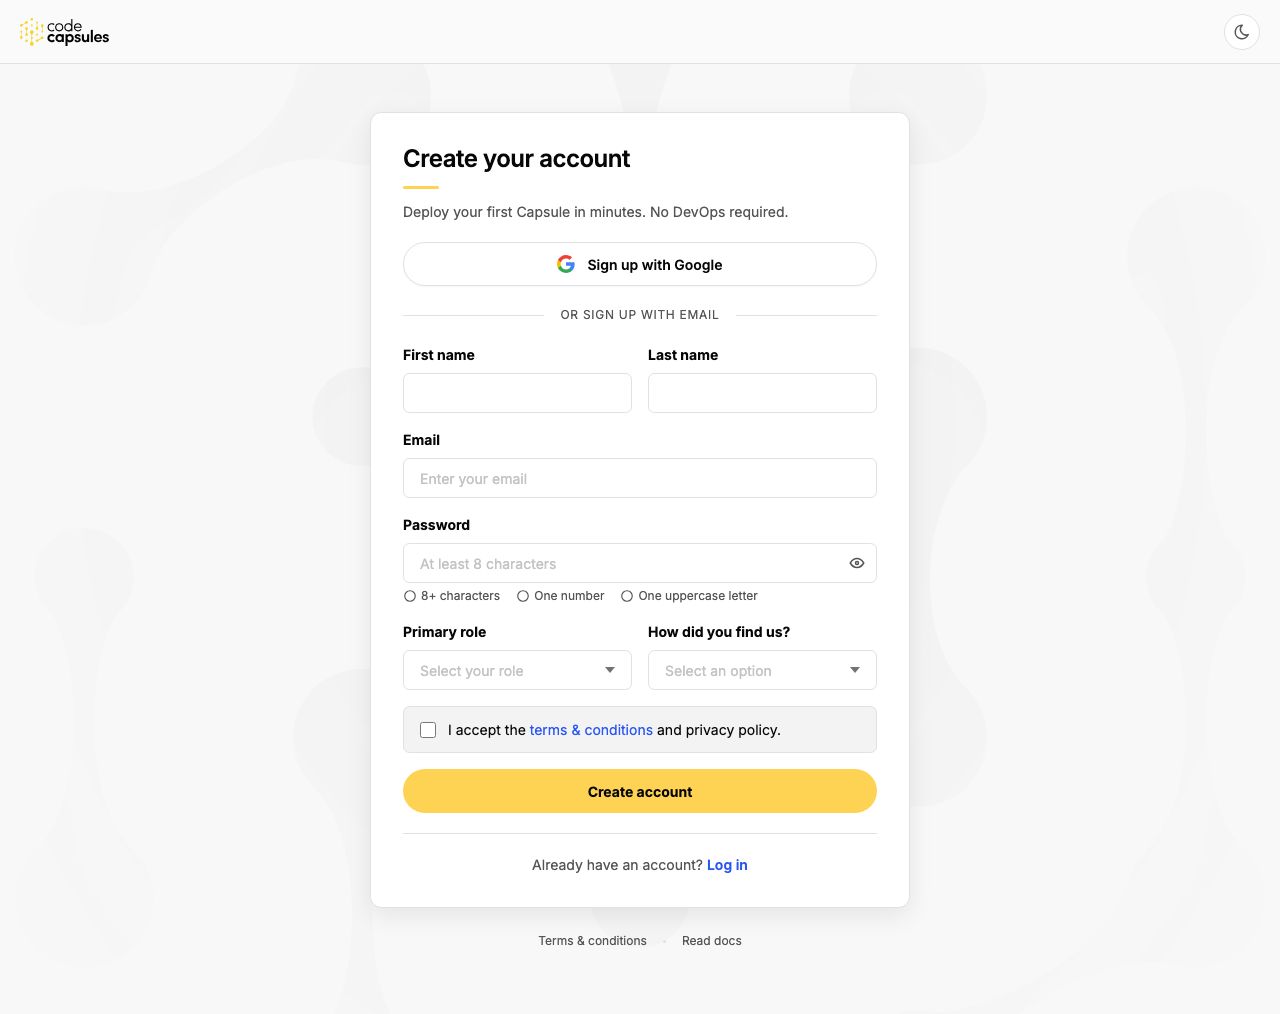 code
capsules
Create your account
Deploy your first Capsule in minutes. No DevOps required.
Sign up with Google
OR SIGN UP WITH EMAIL
First name
Last name
Email
Enter your email
Password
At least 8 characters
8+ characters
One number
One uppercase letter
Primary role
How did you find us?
Select your role
Select an option
I accept the terms & conditions and privacy policy.
Create account
Already have an account? Log in
Terms & conditions · Read docs